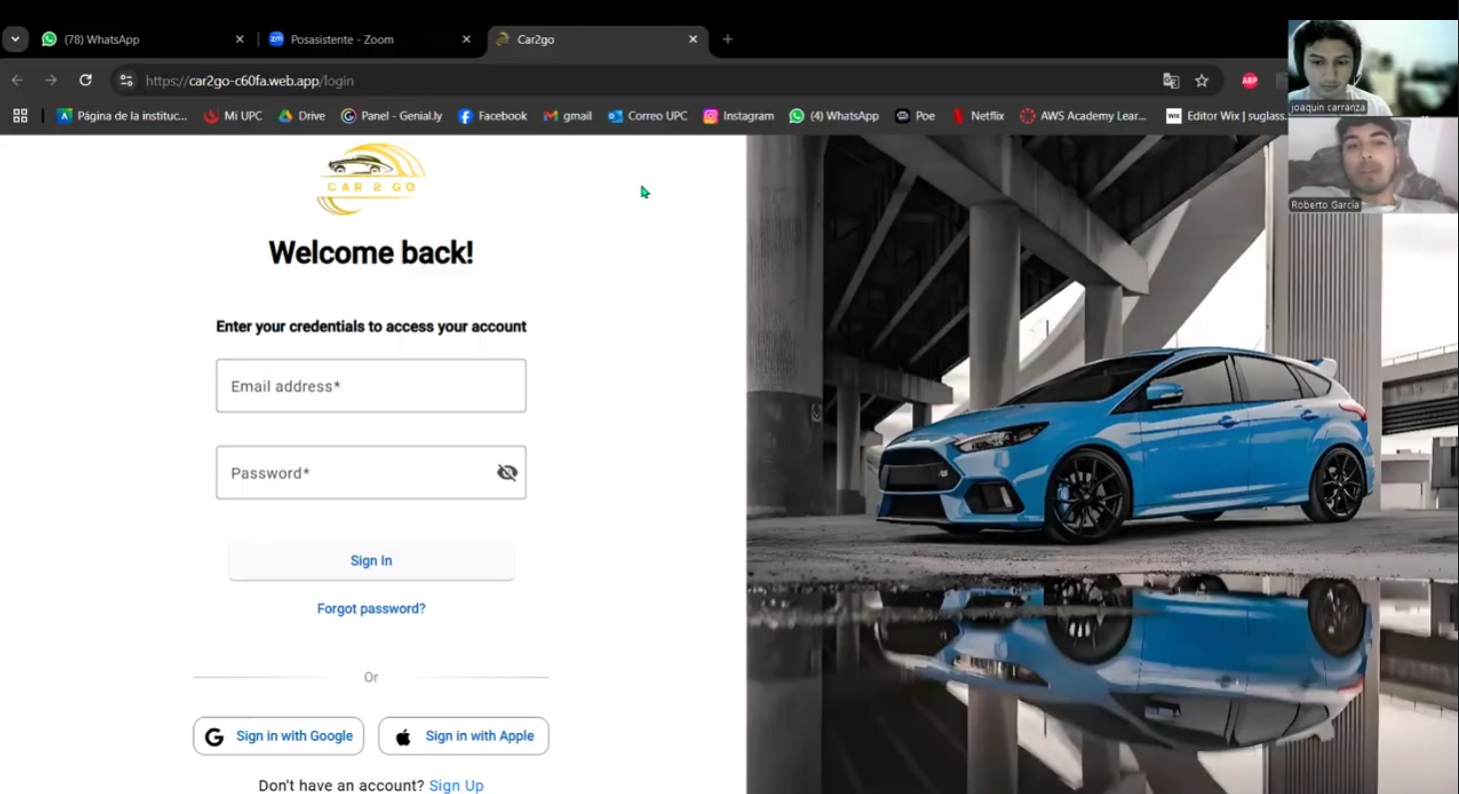 (78) WhatsApp
Posasistente - Zoom
Car2go
https://car2go-c60fa.web.app/login
ABP
Página de la instituc...
Mi UPC
Drive
Panel - Genial.ly
Facebook
gmail
Correo UPC
Instagram
(4) WhatsApp
Poe
Netflix
AWS Academy Lear...
WIX
Editor Wix | suglass.
joaquin carranza
Roberto Garcia
CAR 2 GO
Welcome back!
Enter your credentials to access your account
Email address*
Password*
Sign In
Forgot password?
Or
Sign in with Google
Sign in with Apple
Don't have an account? Sign Up